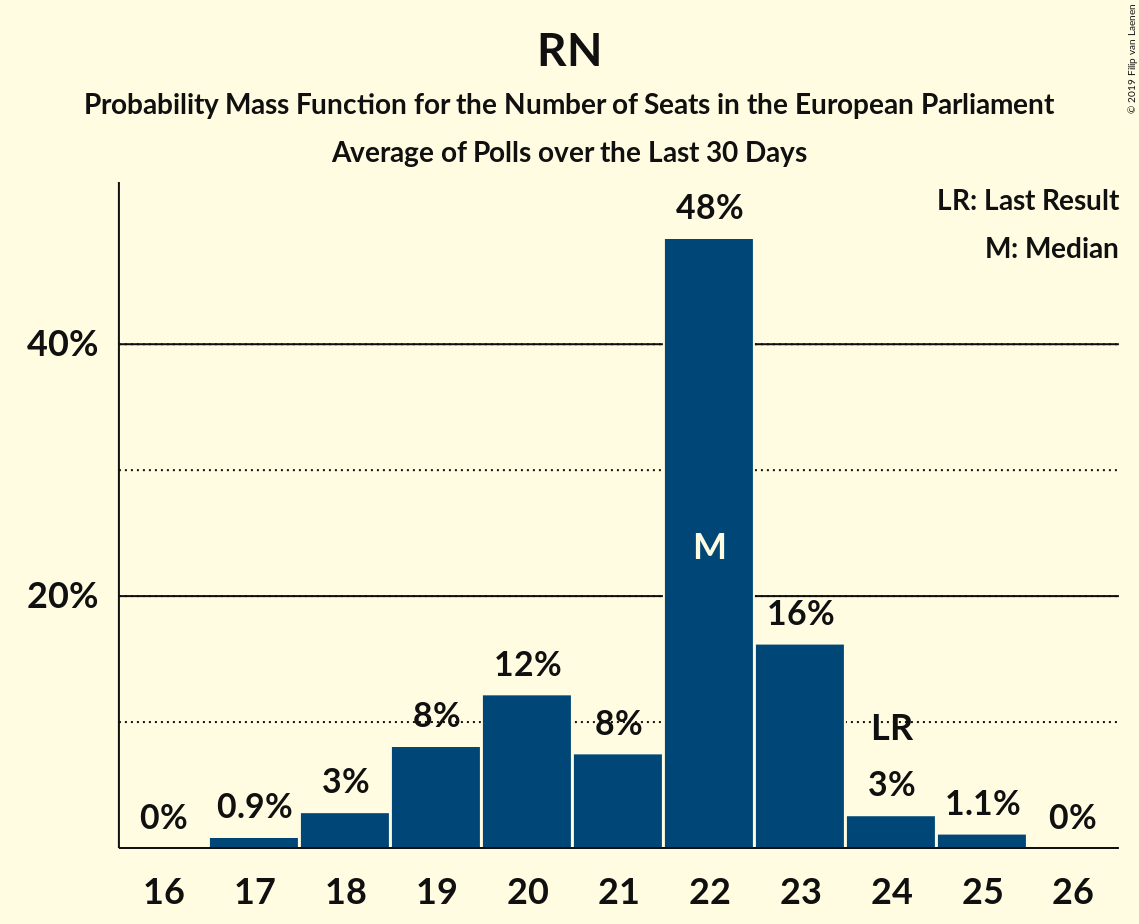 RN
Probability Mass Function for the Number of Seats in the European Parliament
Average of Polls over the Last 30 Days
© 2019 Filip van Laenen
LR: Last Result
M: Median
40%
20%
0%
0.9%
3%
8%
12%
8%
48%
M
16%
LR
3%
1.1%
0%
16 17 18 19 20 21 22 23 24 25 26